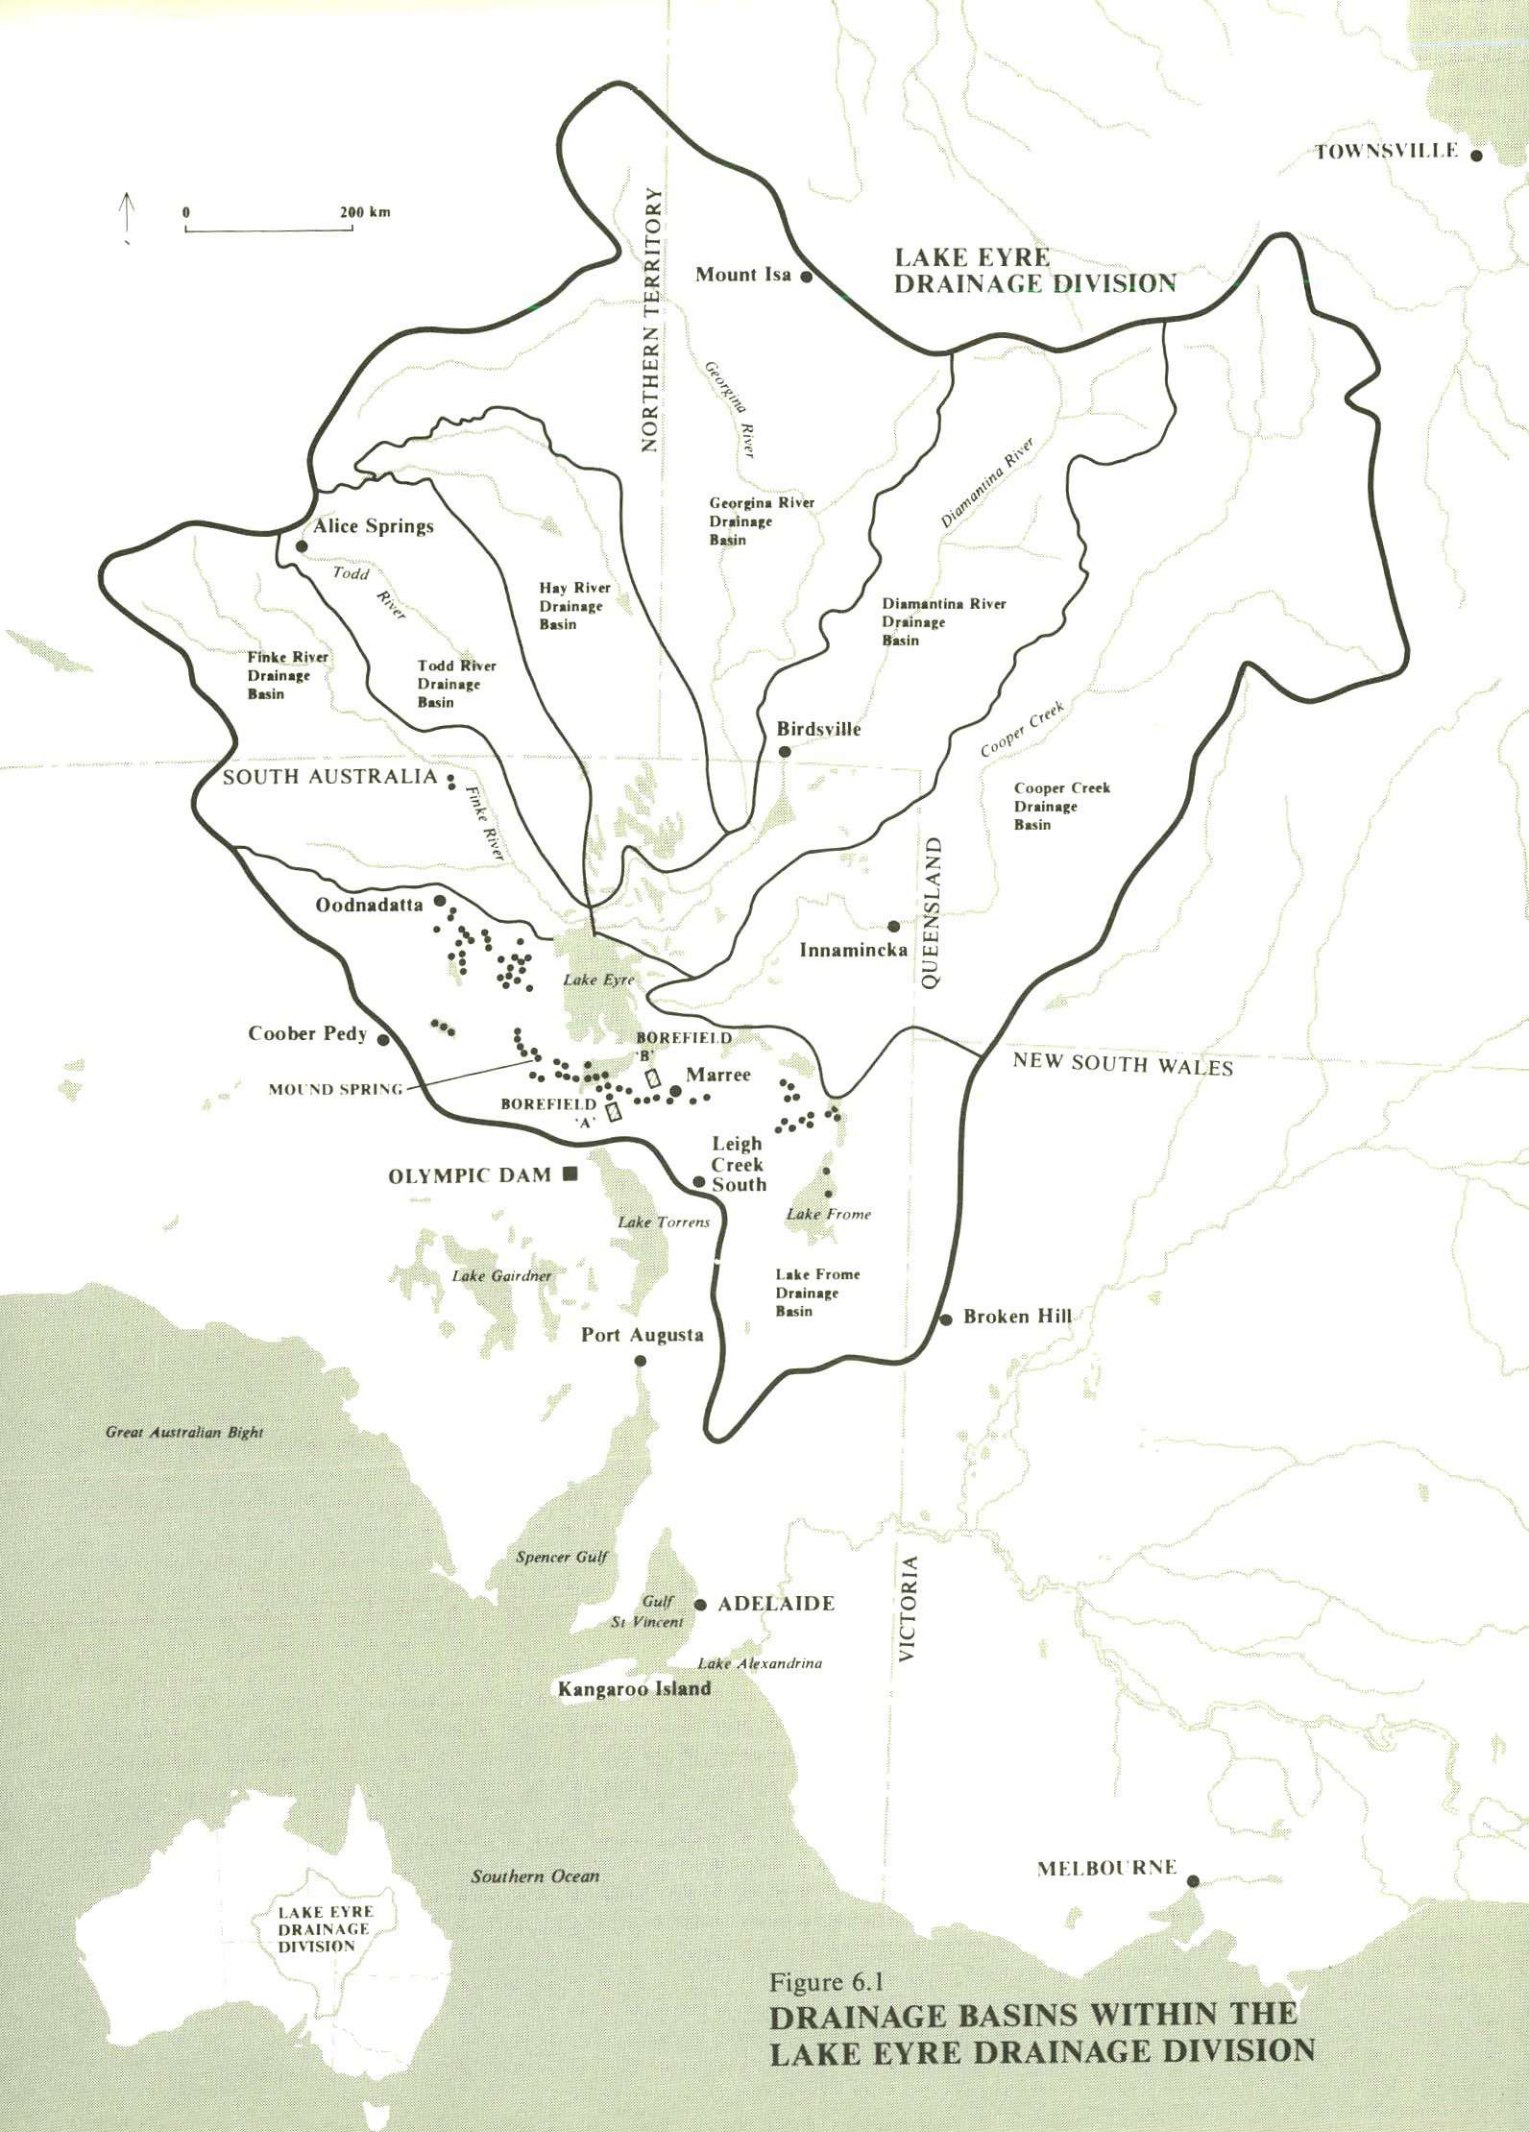 TOWNSVILLE
0 200 km
NORTHERN TERRITORY
LAKE EYRE
DRAINAGE DIVISION
Mount Isa
Georgina River
Diamantina River
Georgina River
Drainage
Basin
Alice Springs
Todd River
Hay River
Drainage
Basin
Diamantina River
Drainage
Basin
Finke River
Drainage
Basin
Todd River
Drainage
Basin
Cooper Creek
Birdsville
SOUTH AUSTRALIA
Finke River
Cooper Creek
Drainage
Basin
QUEENSLAND
Oodnadatta
Innamincka
Lake Eyre
Coober Pedy
BOREFIELD
'B'
NEW SOUTH WALES
MOUND SPRING
Marree
BOREFIELD
'A'
Leigh
Creek
South
OLYMPIC DAM
Lake Torrens
Lake Frome
Lake Gairdner
Lake Frome
Drainage
Basin
Port Augusta
Broken Hill
Great Australian Bight
Spencer Gulf
VICTORIA
Gulf
St Vincent
ADELAIDE
Lake Alexandrina
Kangaroo Island
MELBOURNE
Southern Ocean
LAKE EYRE
DRAINAGE
DIVISION
Figure 6.1
DRAINAGE BASINS WITHIN THE
LAKE EYRE DRAINAGE DIVISION